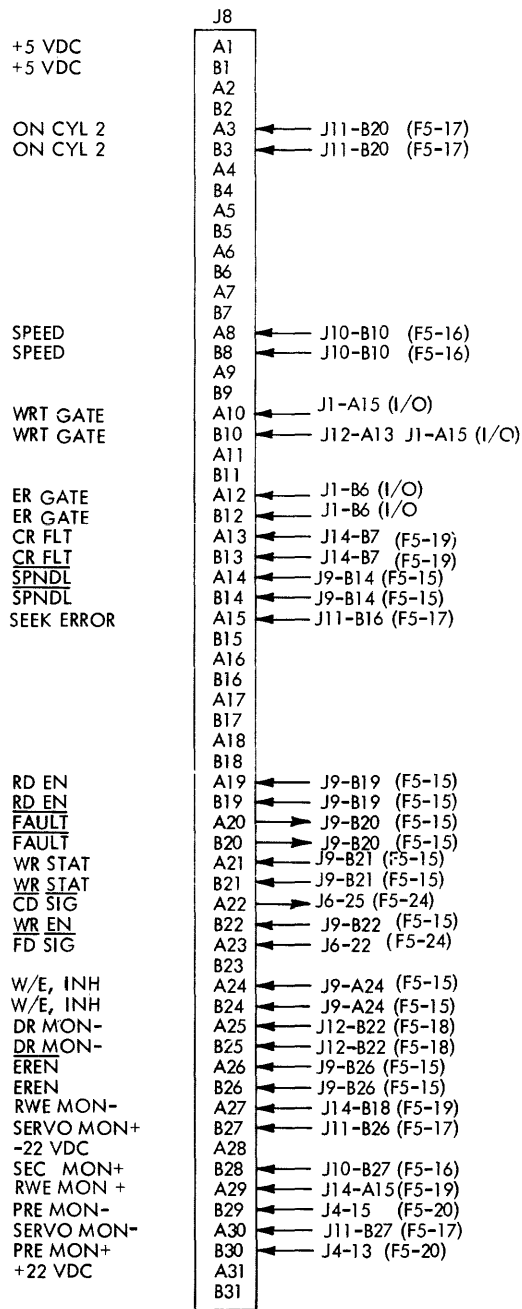 J8
+5 VDC A1
+5 VDC B1
A2
B2
ON CYL 2 A3 J11-B20 (F5-17)
ON CYL 2 B3 J11-B20 (F5-17)
A4
B4
A5
B5
A6
B6
A7
B7
SPEED A8 J10-B10 (F5-16)
SPEED B8 J10-B10 (F5-16)
A9
B9
WRT GATE A10 J1-A15 (I/O)
WRT GATE B10 J12-A13 J1-A15 (I/O)
A11
B11
ER GATE A12 J1-B6 (I/O)
ER GATE B12 J1-B6 (I/O
CR FLT A13 J14-B7 (F5-19)
CR FLT B13 J14-B7 (F5-19)
SPNDL A14 J9-B14 (F5-15)
SPNDL B14 J9-B14 (F5-15)
SEEK ERROR A15 J11-B16 (F5-17)
B15
A16
B16
A17
B17
A18
B18
RD EN A19 J9-B19 (F5-15)
RD EN B19 J9-B19 (F5-15)
FAULT A20 J9-B20 (F5-15)
FAULT B20 J9-B20 (F5-15)
WR STAT A21 J9-B21 (F5-15)
WR STAT B21 J9-B21 (F5-15)
CD SIG A22 J6-25 (F5-24)
WR EN B22 J9-B22 (F5-15)
FD SIG A23 J6-22 (F5-24)
B23
W/E, INH A24 J9-A24 (F5-15)
W/E, INH B24 J9-A24 (F5-15)
DR MON- A25 J12-B22 (F5-18)
DR MON- B25 J12-B22 (F5-18)
EREN A26 J9-B26 (F5-15)
EREN B26 J9-B26 (F5-15)
RWE MON- A27 J14-B18 (F5-19)
SERVO MON+ B27 J11-B26 (F5-17)
-22 VDC A28
SEC MON+ B28 J10-B27 (F5-16)
RWE MON + A29 J14-A15 (F5-19)
PRE MON- B29 J4-15 (F5-20)
SERVO MON- A30 J11-B27 (F5-17)
PRE MON+ B30 J4-13 (F5-20)
+22 VDC A31
B31